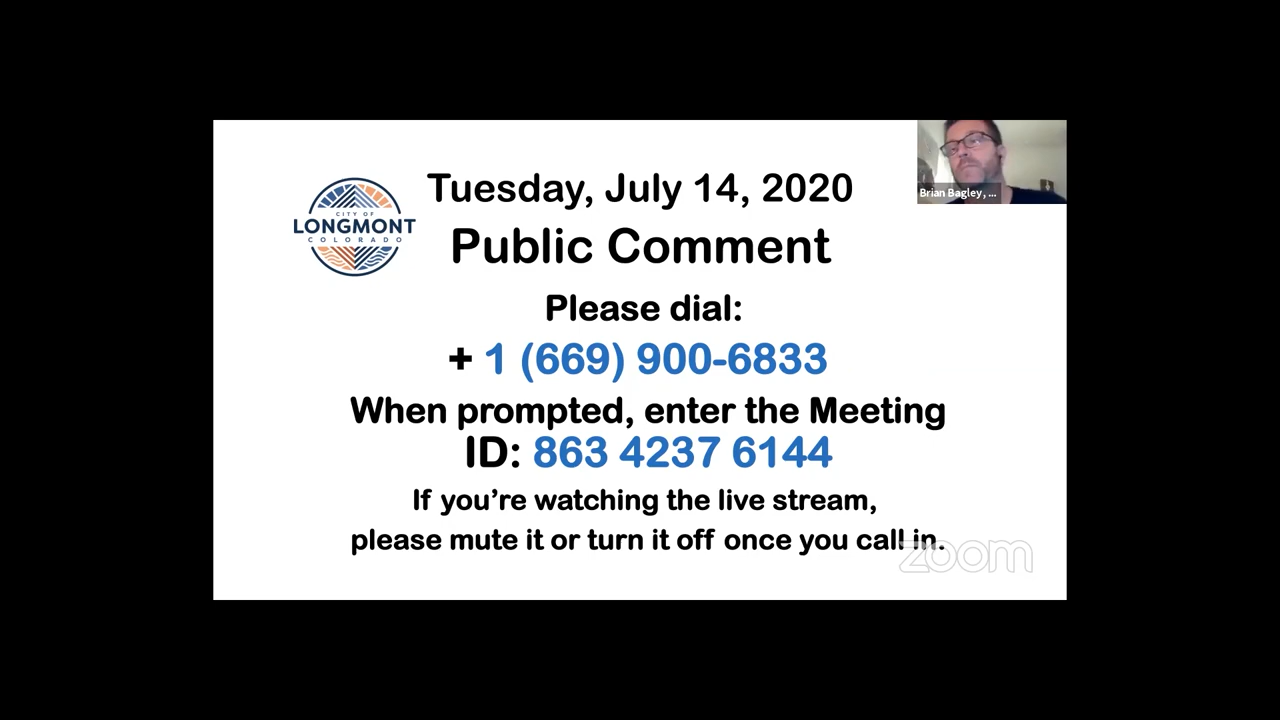 Tuesday, July 14, 2020
CITY OF
LONGMONT
COLORADO
Public Comment
Please dial:
+ 1 (669) 900-6833
When prompted, enter the Meeting
ID: 863 4237 6144
If you’re watching the live stream,
please mute it or turn it off once you call in.
Brian Bagley, ...
zoom